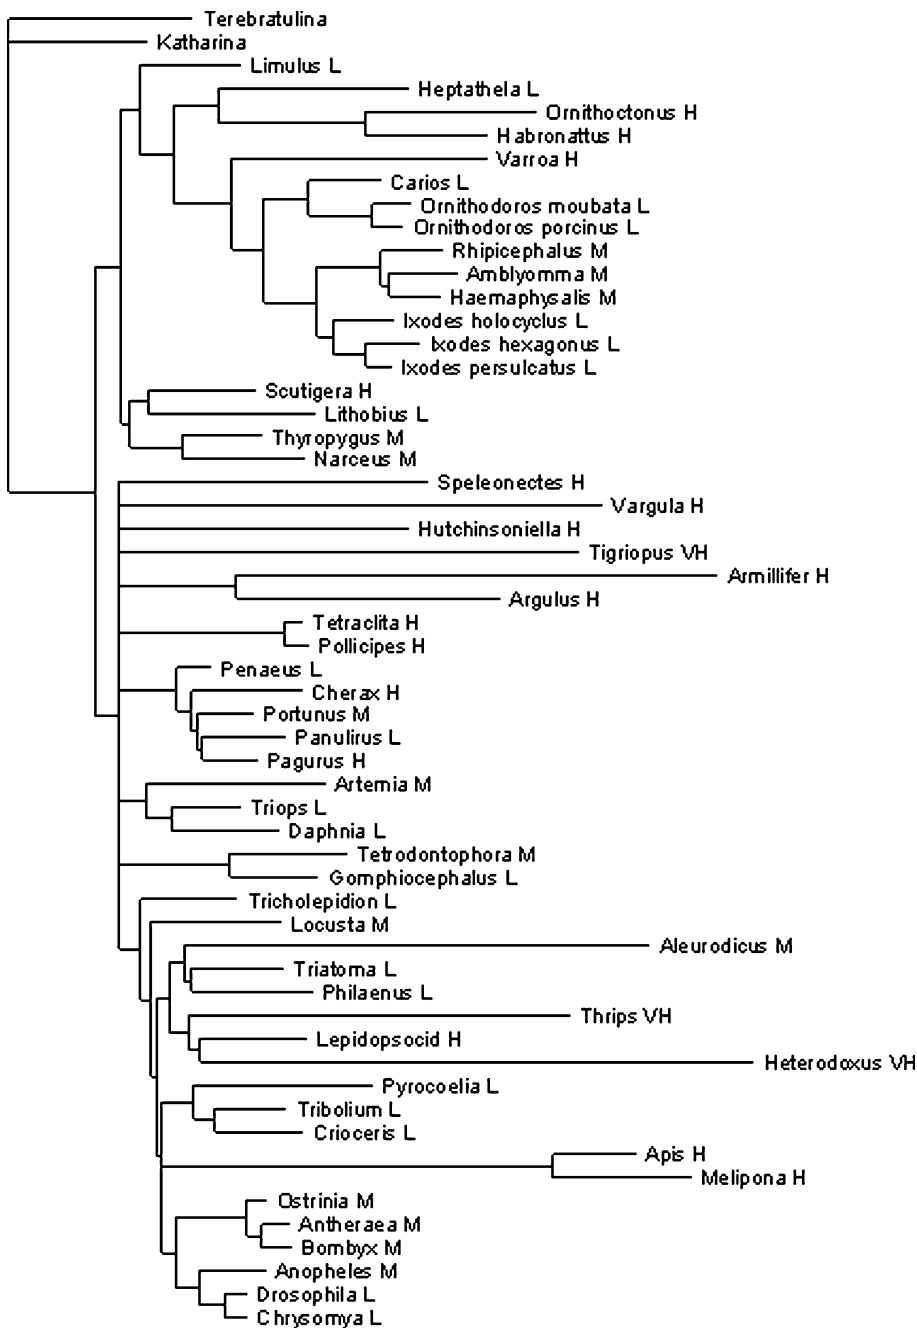 Terebratulina
Katharina
Limulus L
Heptathela L
Ornithoctonus H
Habronattus H
Varroa H
Carios L
Ornithodoros moubata L
Ornithodoros porcinus L
Rhipicephalus M
Amblyomma M
Haemaphysalis M
Ixodes holocyclus L
Ixodes hexagonus L
Ixodes persulcatus L
Scutigera H
Lithobius L
Thyropygus M
Narceus M
Speleonectes H
Vargula H
Hutchinsoniella H
Tigriopus VH
Armillifer H
Argulus H
Tetraclita H
Pollicipes H
Penaeus L
Cherax H
Portunus M
Panulirus L
Pagurus H
Artemia M
Triops L
Daphnia L
Tetrodontophora M
Gomphiocephalus L
Tricholepidion L
Locusta M
Aleurodicus M
Triatoma L
Philaenus L
Thrips VH
Lepidopsocid H
Heterodoxus VH
Pyrocoelia L
Tribolium L
Crioceris L
Apis H
Melipona H
Ostrinia M
Antheraea M
Bombyx M
Anopheles M
Drosophila L
Chrysomya L